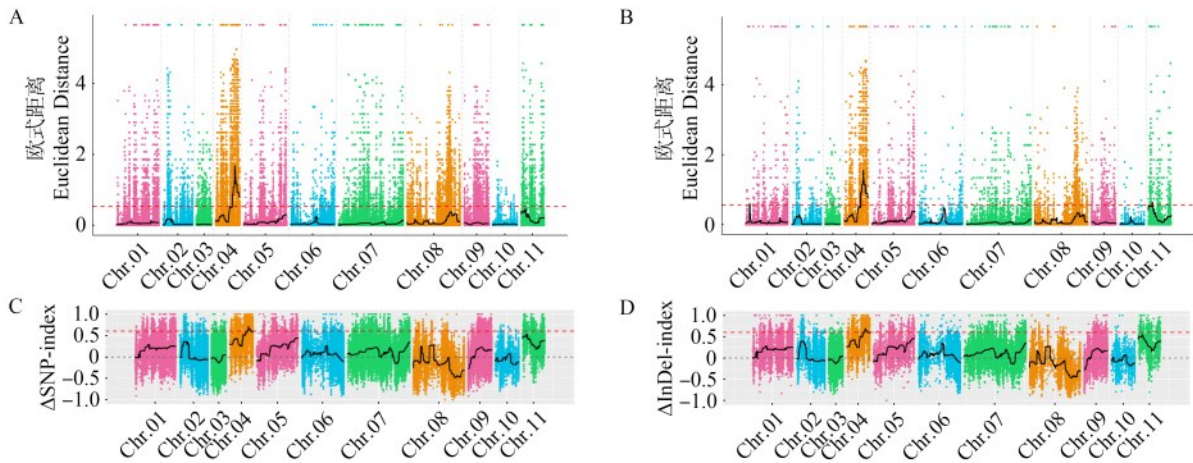 A
欧式距离
Euclidean Distance
4
2
0
Chr.01
Chr.02
Chr.03
Chr.04
Chr.05
Chr.06
Chr.07
Chr.08
Chr.09
Chr.10
Chr.11
B
欧式距离
Euclidean Distance
4
2
0
Chr.01
Chr.02
Chr.03
Chr.04
Chr.05
Chr.06
Chr.07
Chr.08
Chr.09
Chr.10
Chr.11
C
ΔSNP-index
1.0
0.5
0
−0.5
−1.0
Chr.01
Chr.02
Chr.03
Chr.04
Chr.05
Chr.06
Chr.07
Chr.08
Chr.09
Chr.10
Chr.11
D
ΔInDel-index
1.0
0.5
0
−0.5
−1.0
Chr.01
Chr.02
Chr.03
Chr.04
Chr.05
Chr.06
Chr.07
Chr.08
Chr.09
Chr.10
Chr.11